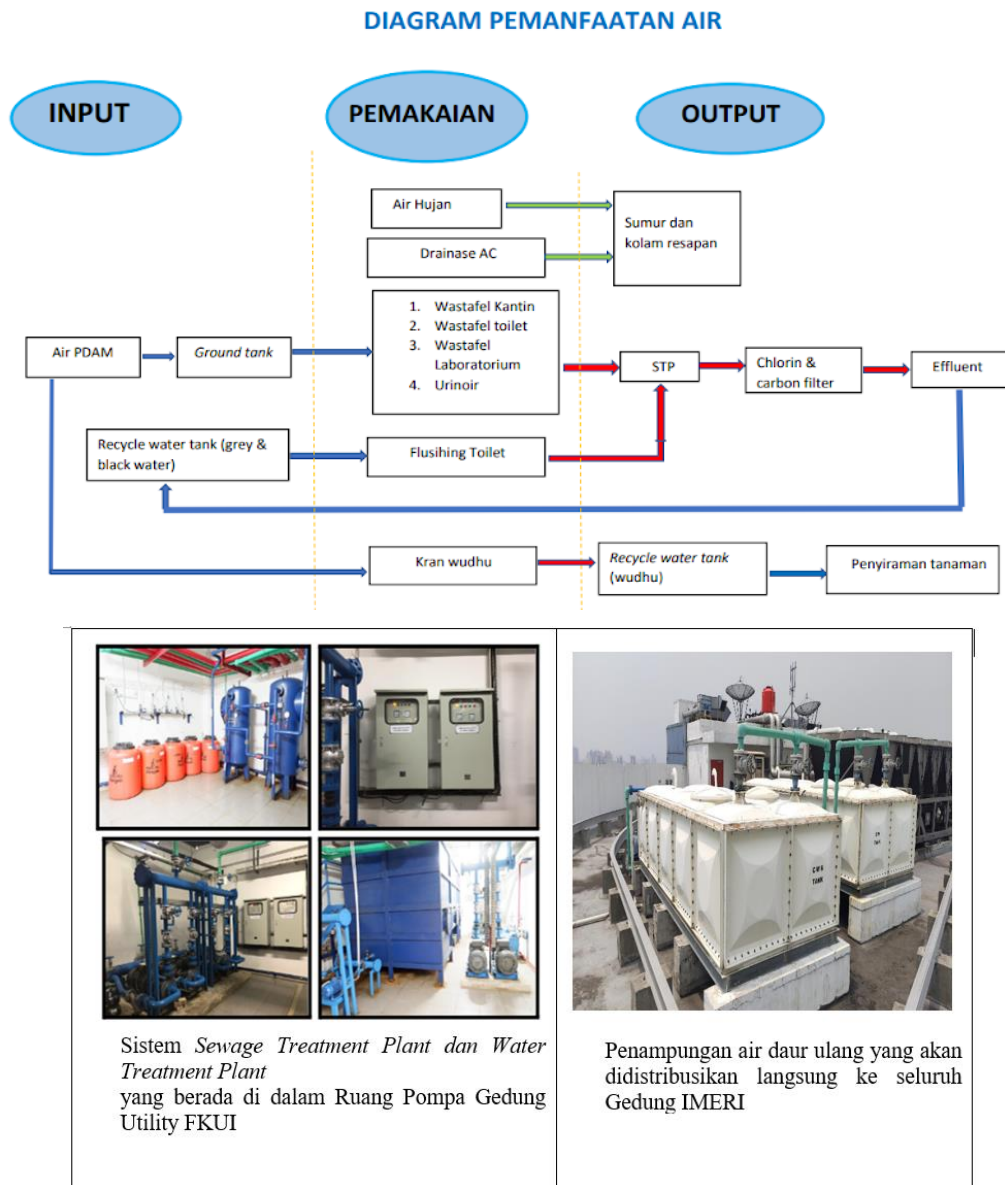 DIAGRAM PEMANFAATAN AIR
INPUT
PEMAKAIAN
OUTPUT
Air Hujan
Drainase AC
Sumur dan
kolam resapan
1. Wastafel Kantin
2. Wastafel toilet
3. Wastafel
Laboratorium
4. Urinoir
Air PDAM
Ground tank
STP
Chlorin &
carbon filter
Effluent
Recycle water tank (grey &
black water)
Flusihing Toilet
Kran wudhu
Recycle water tank
(wudhu)
Penyiraman tanaman
CWS
TANK
Sistem Sewage Treatment Plant dan Water
Treatment Plant
yang berada di dalam Ruang Pompa Gedung
Utility FKUI
Penampungan air daur ulang yang akan
didistribusikan langsung ke seluruh
Gedung IMERI